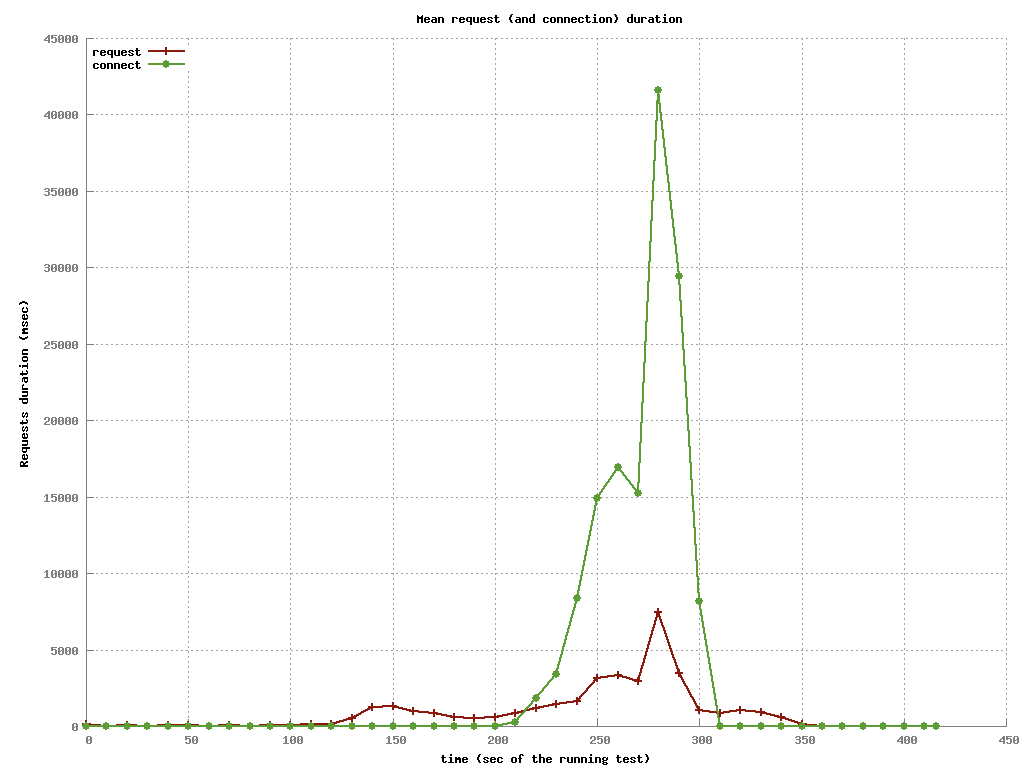 Mean request (and connection) duration
45000
request
connect
40000
35000
30000
25000
20000
15000
10000
5000
0
Requests duration (msec)
0 50 100 150 200 250 300 350 400 450
time (sec of the running test)